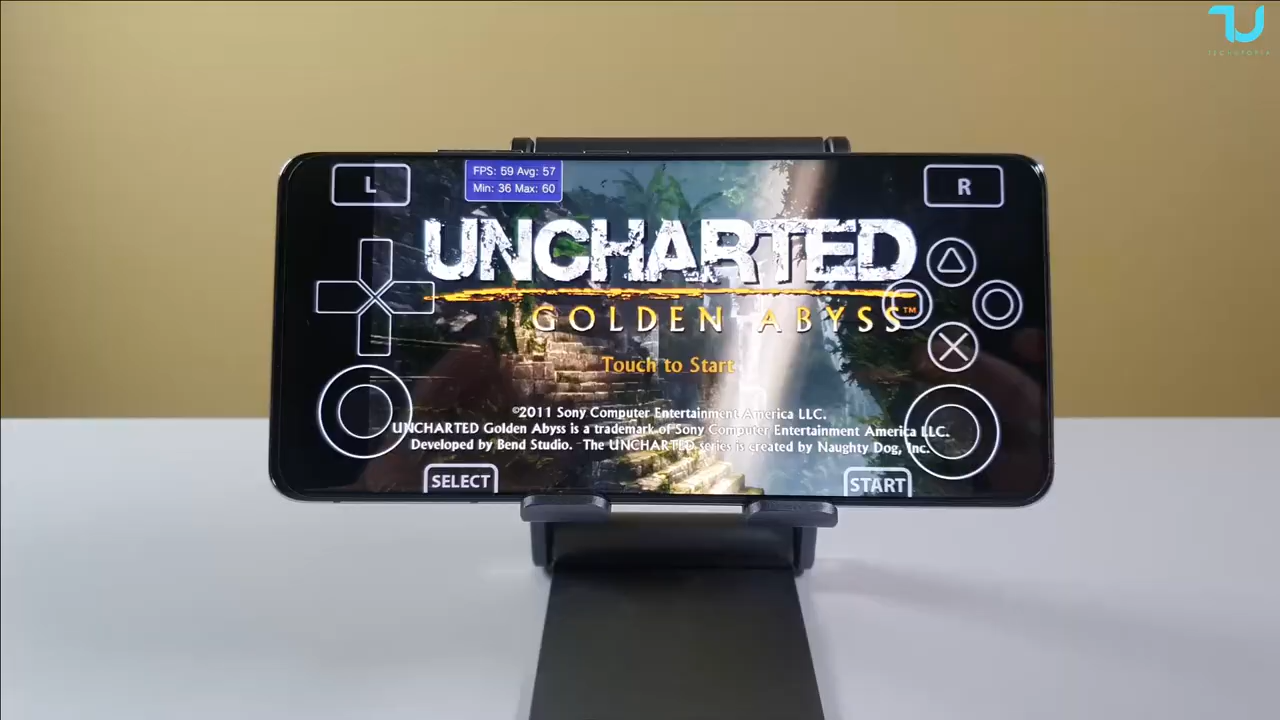 TECHUTOPIA
L
FPS: 59 Avg: 57
Min: 36 Max: 60
R
UNCHARTED
GOLDEN ABYSS™
Touch to Start
©2011 Sony Computer Entertainment America LLC.
UNCHARTED Golden Abyss is a trademark of Sony Computer Entertainment America LLC.
Developed by Bend Studio. The UNCHARTED series is created by Naughty Dog, Inc.
SELECT
START